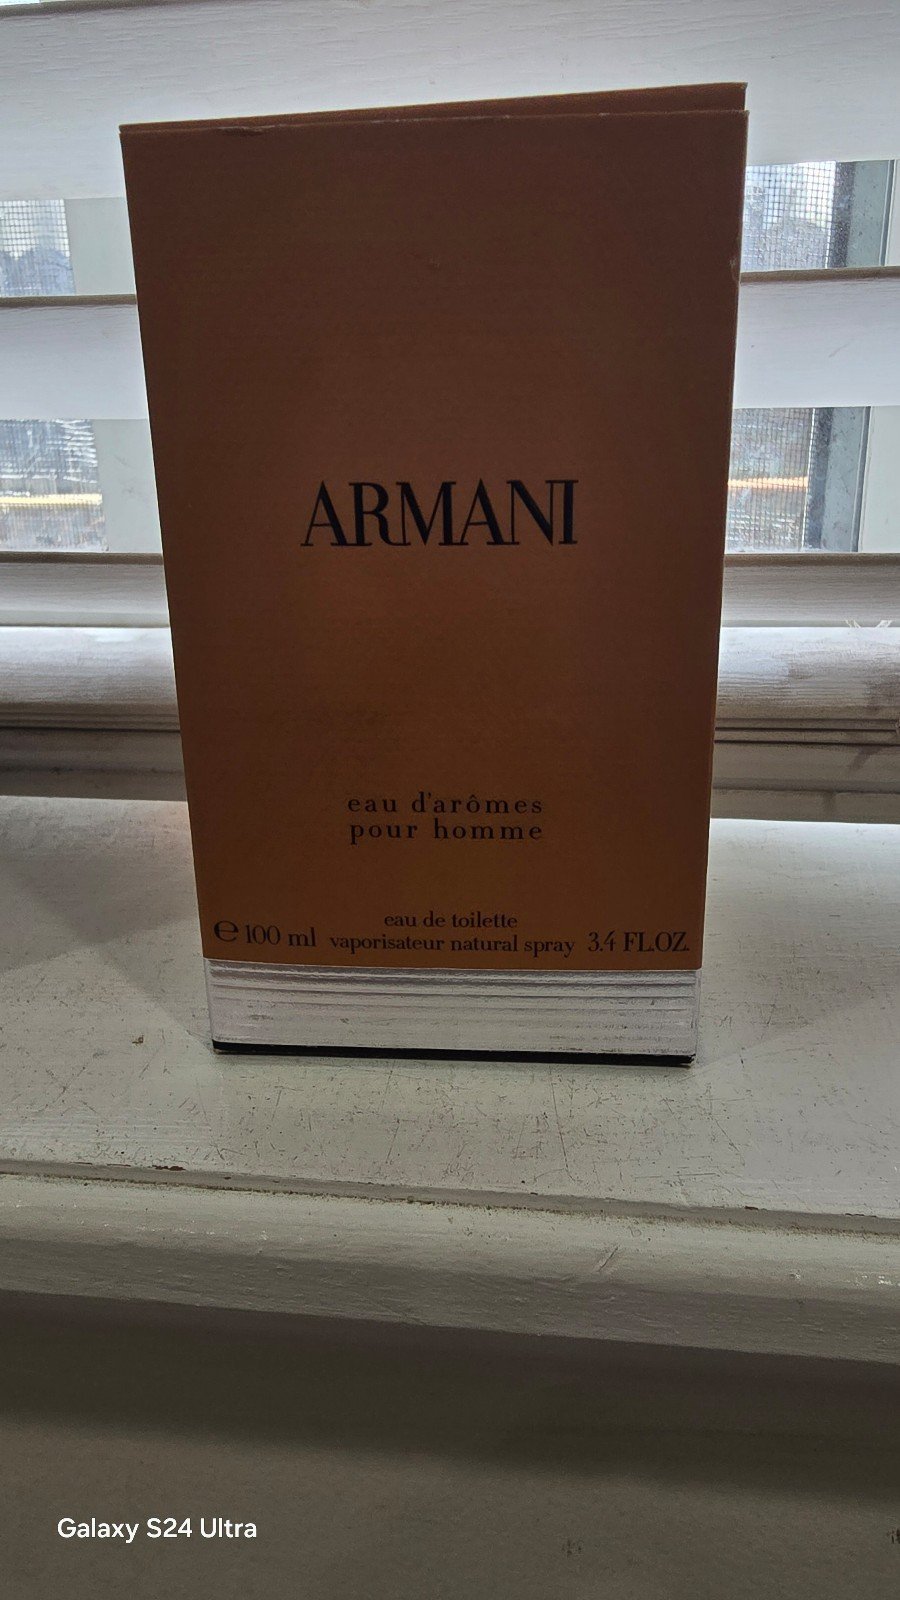 ARMANI
eau d'arômes
pour homme
eau de toilette
℮ 100 ml vaporisateur natural spray 3.4 FL.OZ.
Galaxy S24 Ultra